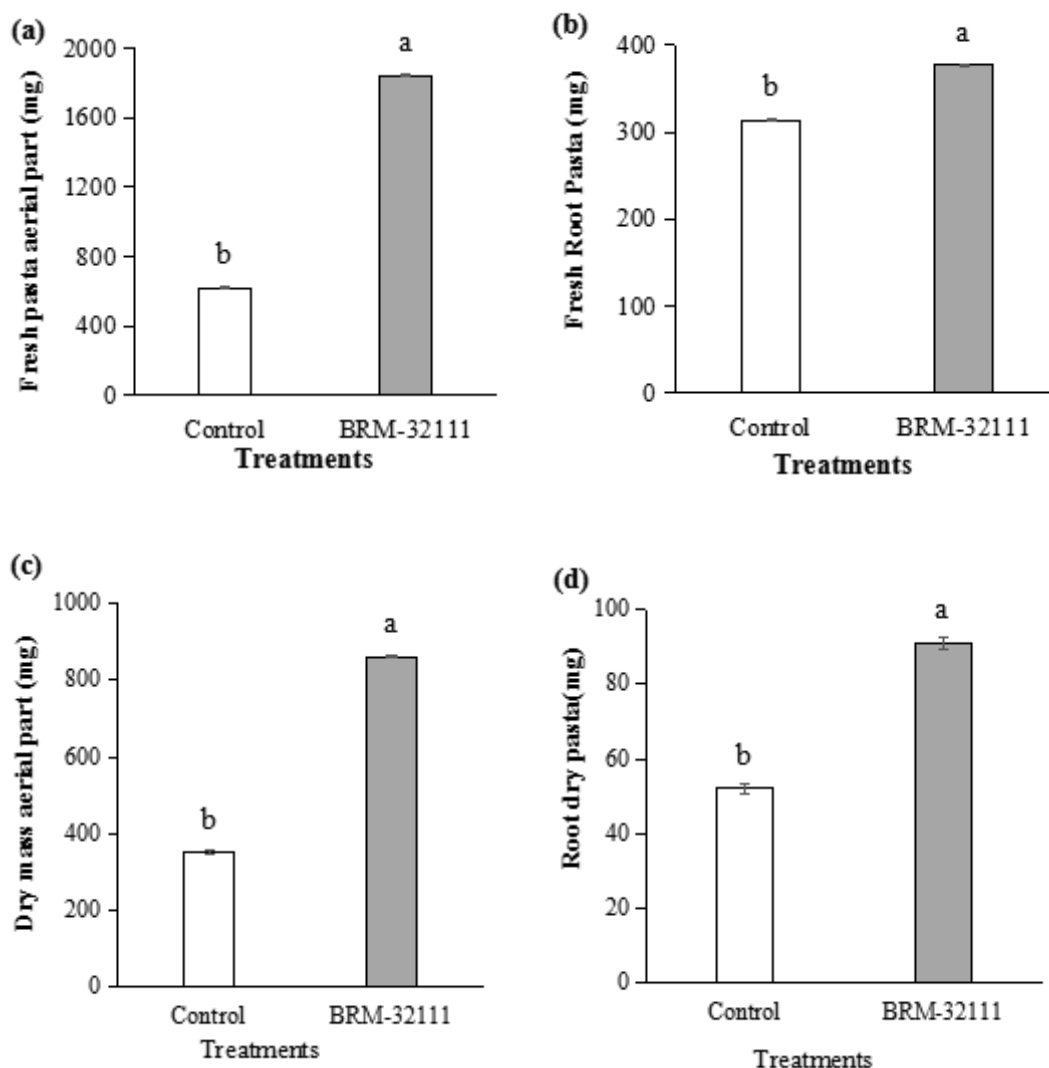 (a)
Fresh pasta aerial part (mg)
2000
1600
1200
800
400
0
b
a
Control BRM-32111
Treatments
(b)
Fresh Root Pasta (mg)
400
300
200
100
0
b
a
Control BRM-32111
Treatments
(c)
Dry mass aerial part (mg)
1000
800
600
400
200
0
b
a
Control BRM-32111
Treatments
(d)
Root dry pasta(mg)
100
80
60
40
20
0
b
a
Control BRM-32111
Treatments